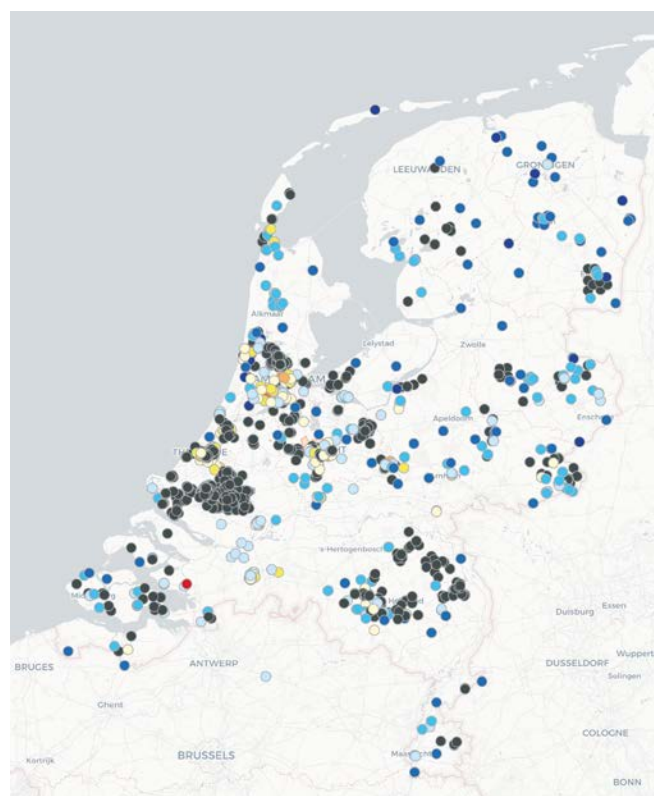 LEEUWARDEN
GRONINGEN
Alkmaar
Lelystad
Zwolle
Apeldoorn
's Hertogenbosch
Duisburg
Essen
BRUGES
ANTWERP
DUSSELDORF
Wuppert
Solingen
Ghent
COLOGNE
Kortrijk
BRUSSELS
BONN